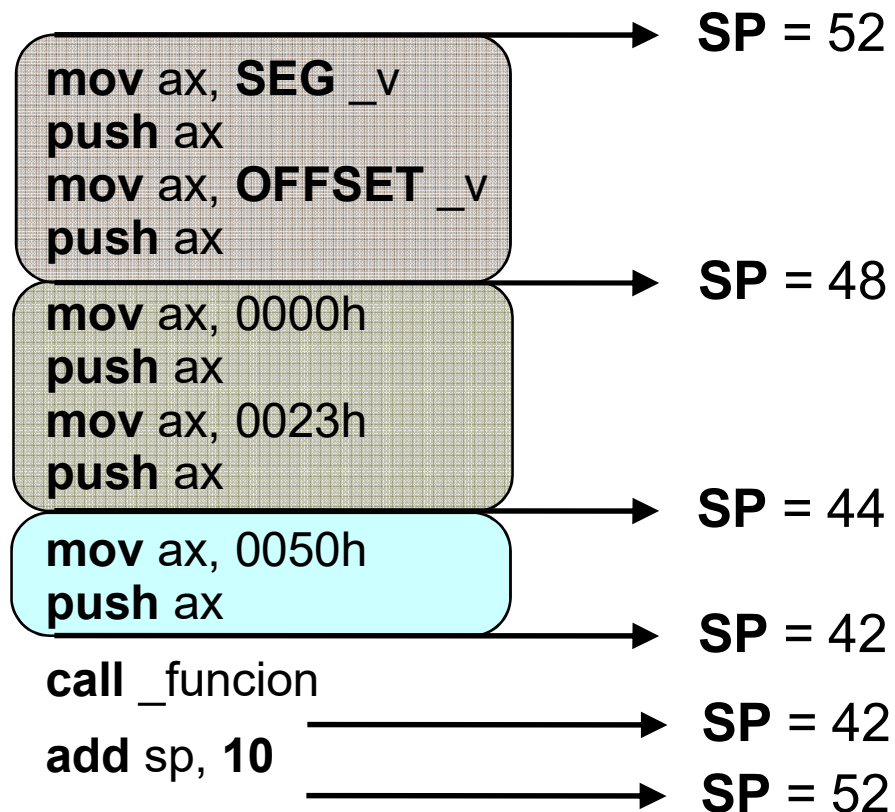 SP = 52
mov ax, SEG _v
push ax
mov ax, OFFSET _v
push ax
SP = 48
mov ax, 0000h
push ax
mov ax, 0023h
push ax
SP = 44
mov ax, 0050h
push ax
SP = 42
call _funcion
SP = 42
add sp, 10
SP = 52